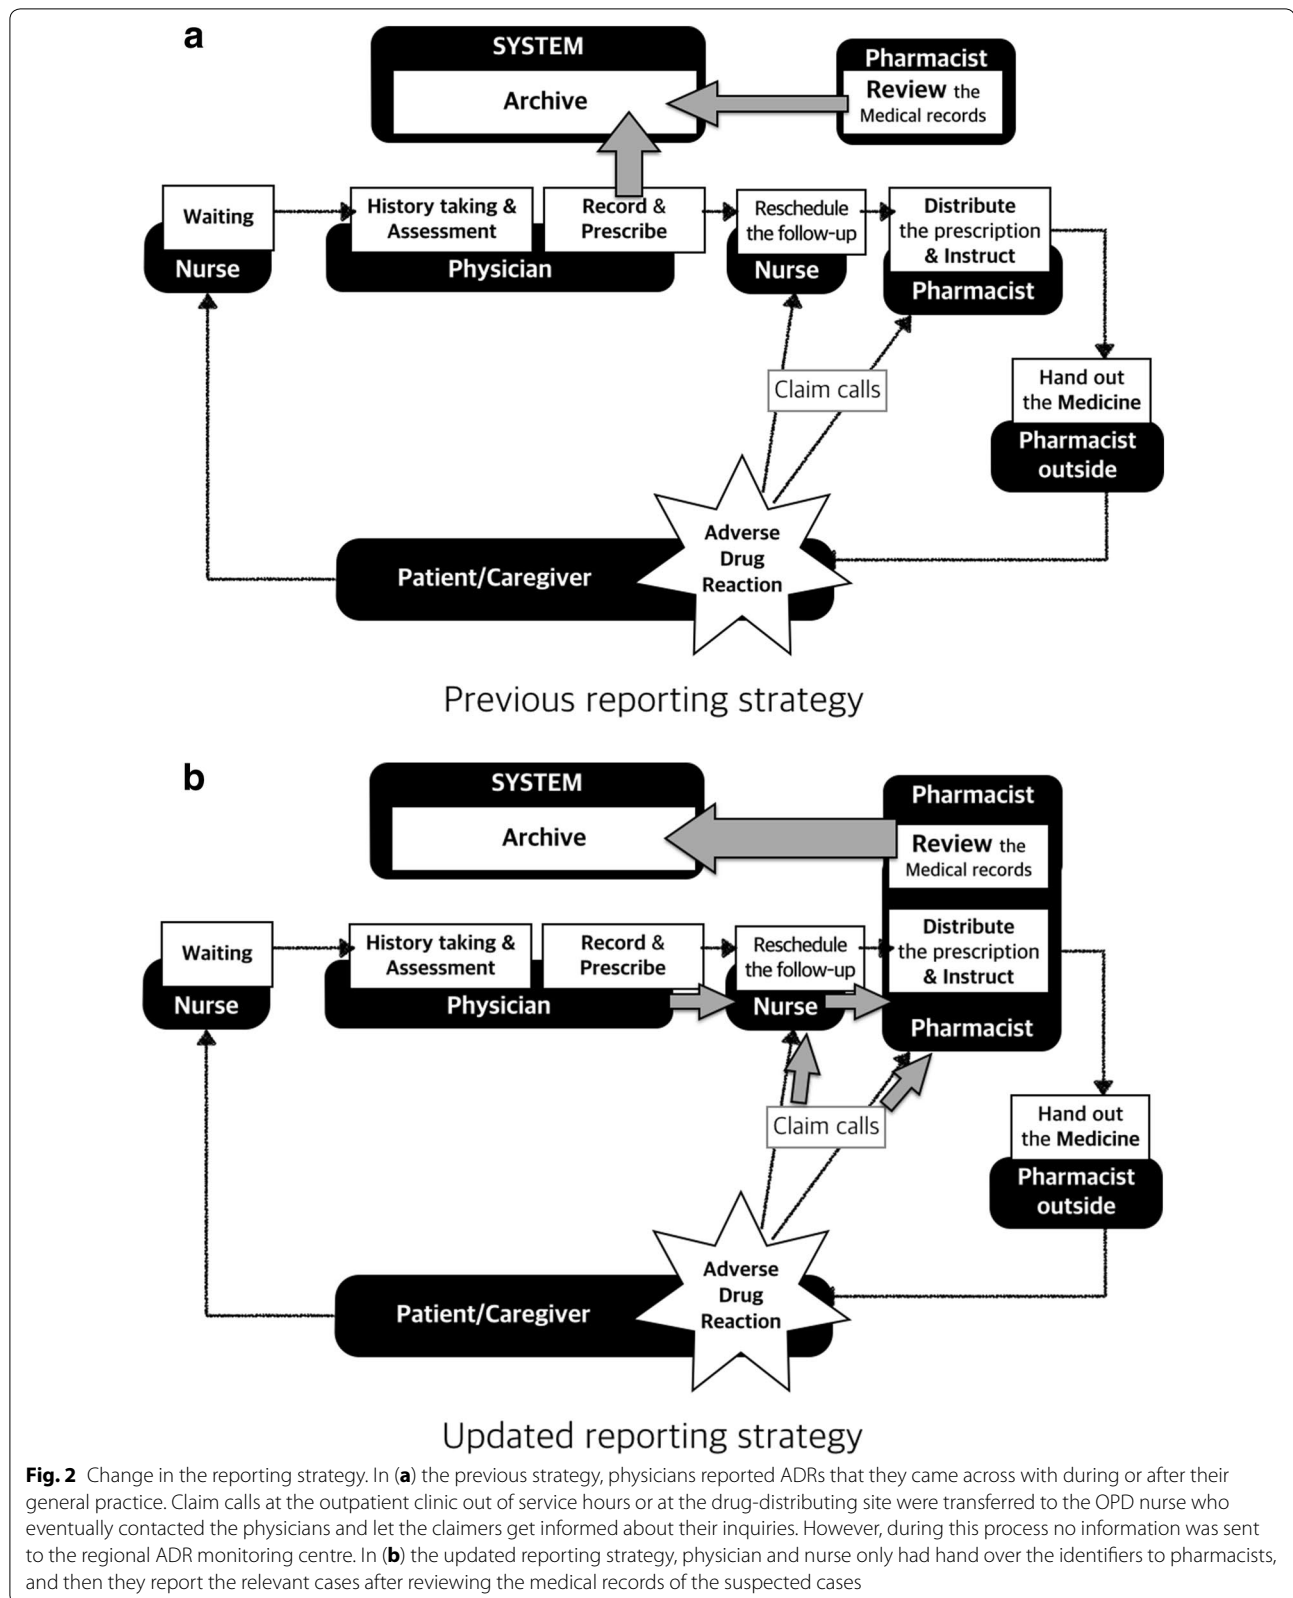 a
SYSTEM
Archive
Pharmacist
Review the
Medical records
Waiting
Nurse
History taking &
Assessment
Record &
Prescribe
Physician
Reschedule
the follow-up
Nurse
Distribute
the prescription
& Instruct
Pharmacist
Claim calls
Hand out
the Medicine
Pharmacist
outside
Patient/Caregiver
Adverse
Drug
Reaction
Previous reporting strategy
b
SYSTEM
Archive
Pharmacist
Review the
Medical records
Waiting
Nurse
History taking &
Assessment
Record &
Prescribe
Physician
Reschedule
the follow-up
Nurse
Distribute
the prescription
& Instruct
Pharmacist
Claim calls
Hand out
the Medicine
Pharmacist
outside
Patient/Caregiver
Adverse
Drug
Reaction
Updated reporting strategy
Fig. 2 Change in the reporting strategy. In (a) the previous strategy, physicians reported ADRs that they came across with during or after their
general practice. Claim calls at the outpatient clinic out of service hours or at the drug-distributing site were transferred to the OPD nurse who
eventually contacted the physicians and let the claimers get informed about their inquiries. However, during this process no information was sent
to the regional ADR monitoring centre. In (b) the updated reporting strategy, physician and nurse only had hand over the identifiers to pharmacists,
and then they report the relevant cases after reviewing the medical records of the suspected cases